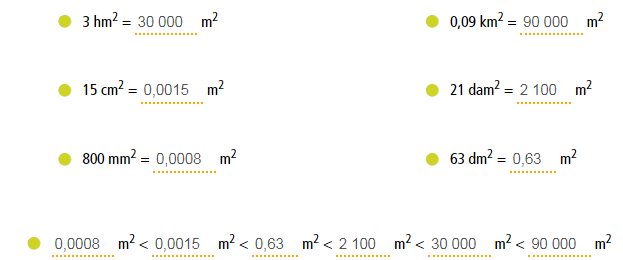 3 hm² = 30 000 m² 0,09 km² = 90 000 m²
15 cm² = 0,0015 m² 21 dam² = 2 100 m²
800 mm² = 0,0008 m² 63 dm² = 0,63 m²
0,0008 m² < 0,0015 m² < 0,63 m² < 2 100 m² < 30 000 m² < 90 000 m²